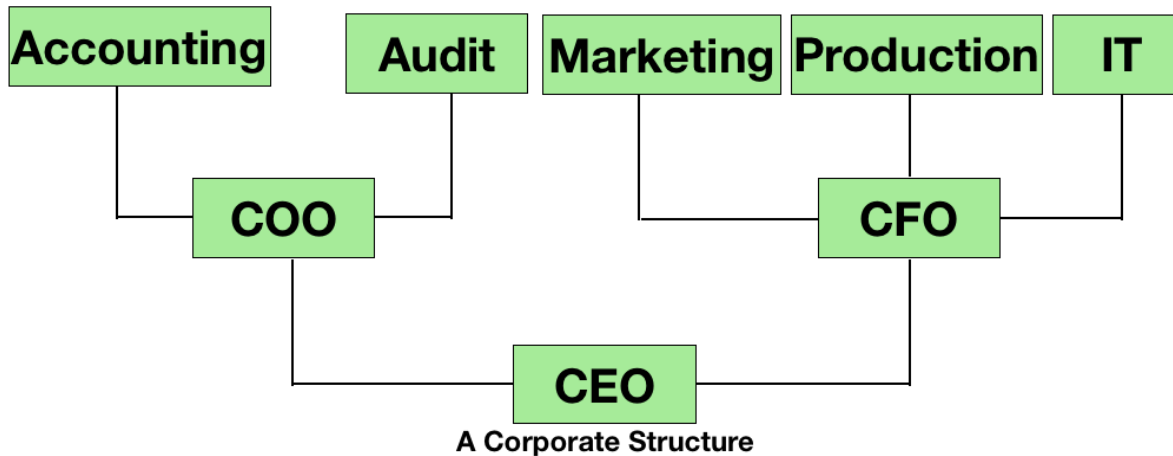 Accounting
Audit
Marketing
Production
IT
COO
CFO
CEO
A Corporate Structure